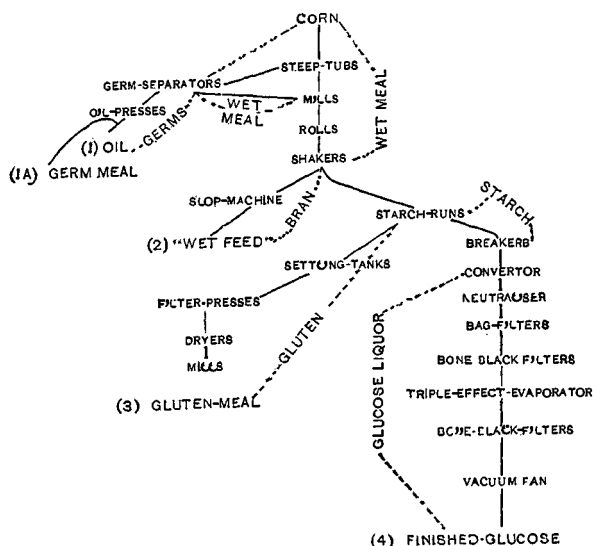 CORN
STEEP-TUBS
GERM-SEPARATORS
WET MEAL
MILLS
OIL-PRESSES
GERMS
WET MEAL
ROLLS
(1) OIL
SHAKERS
(1A) GERM MEAL
SLOP-MACHINE
BRAN
STARCH-RUNS
STARCH
(2) "WET FEED"
BREAKERS
SETTLING-TANKS
CONVERTOR
FILTER-PRESSES
NEUTRALISER
BAG-FILTERS
DRYERS
GLUTEN
GLUCOSE LIQUOR
MILLS
BONE BLACK FILTERS
(3) GLUTEN-MEAL
TRIPLE-EFFECT-EVAPORATOR
BONE-BLACK-FILTERS
VACUUM FAN
(4) FINISHED-GLUCOSE